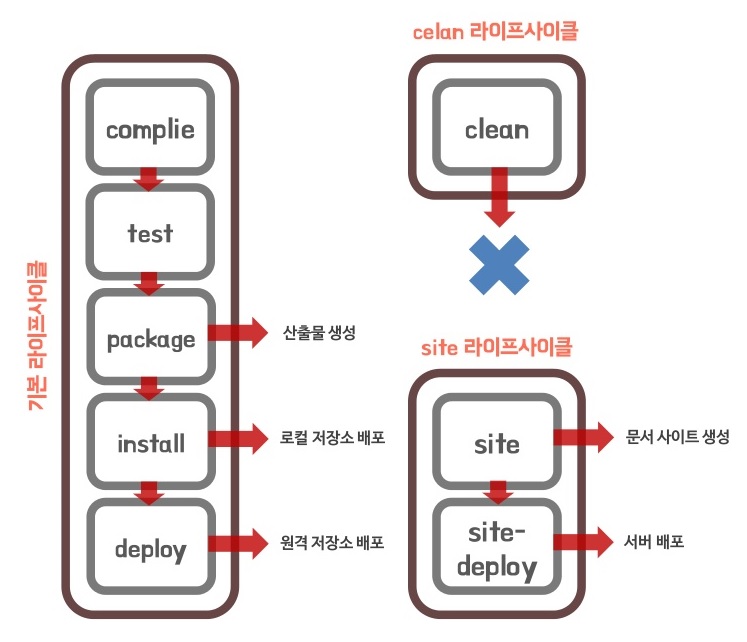 기본 라이프사이클
complie
test
package
산출물 생성
install
로컬 저장소 배포
deploy
원격 저장소 배포
celan 라이프사이클
clean
site 라이프사이클
site
문서 사이트 생성
site-
deploy
서버 배포